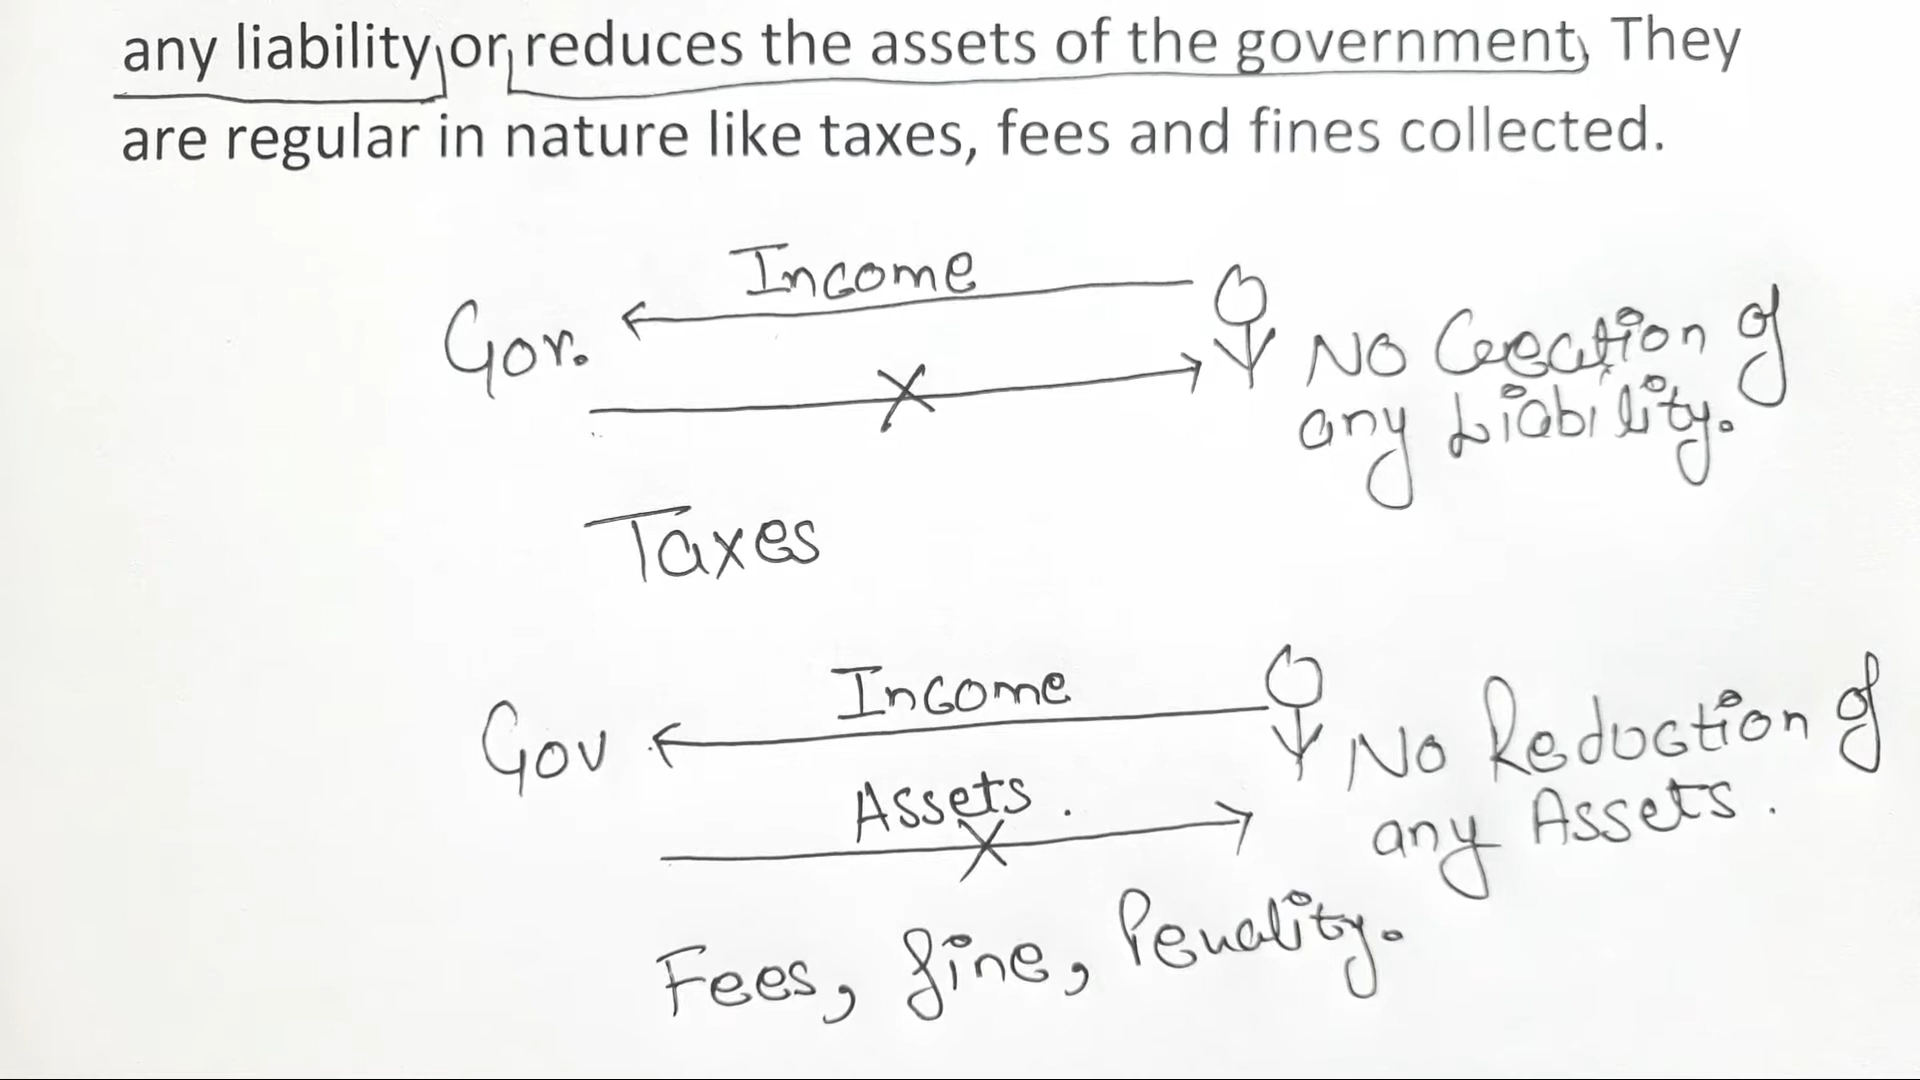 any liability or reduces the assets of the government, They
are regular in nature like taxes, fees and fines collected.
Income
Gov.
No Creation of
any Liability.
Taxes
Income
Gov
No Reduction of
any Assets.
Assets.
Fees, fine, Penality.